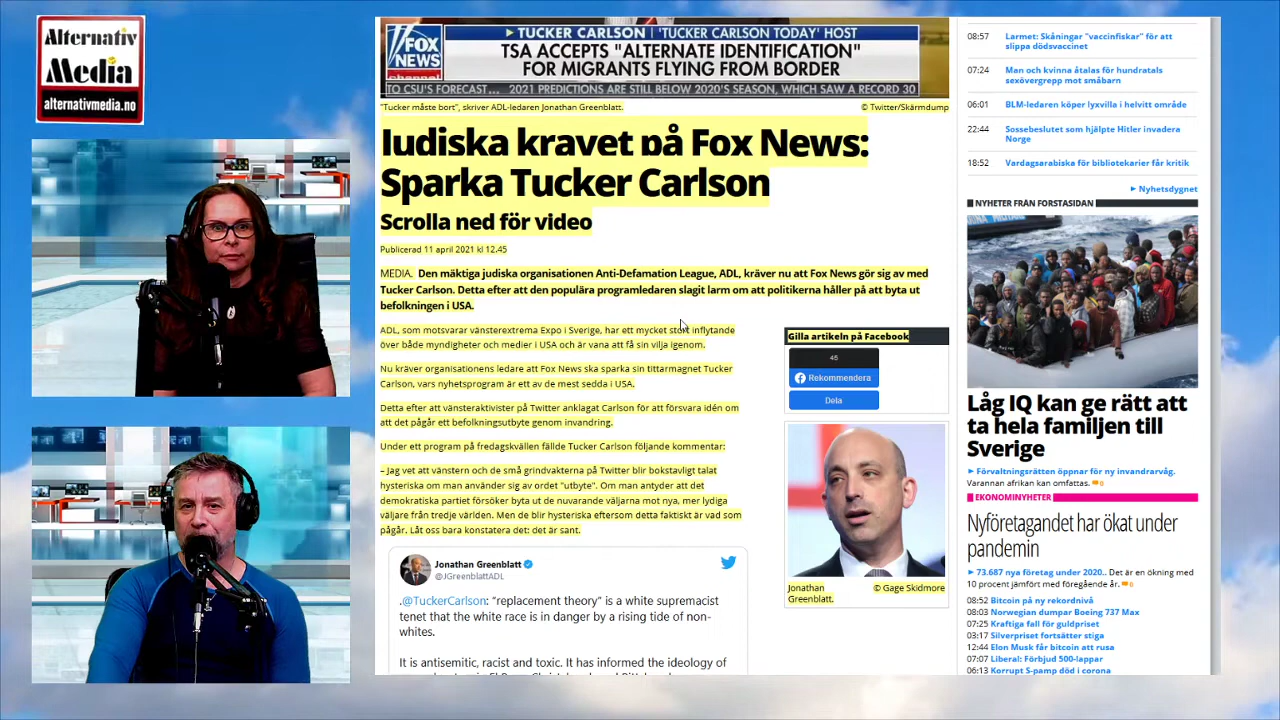 Alternativ
Media
alternativmedia.no
FOX
NEWS
channel
TUCKER CARLSON | 'TUCKER CARLSON TODAY' HOST
TSA ACCEPTS "ALTERNATE IDENTIFICATION"
FOR MIGRANTS FLYING FROM BORDER
TO CSU'S FORECAST... 2021 PREDICTIONS ARE STILL BELOW 2020'S SEASON, WHICH SAW A RECORD 30
"Tucker måste bort", skriver ADL-ledaren Jonathan Greenblatt.
© Twitter/Skärmdump
Judiska kravet på Fox News:
Sparka Tucker Carlson
Scrolla ned för video
Publicerad 11 april 2021 kl 12.45
MEDIA. Den mäktiga judiska organisationen Anti-Defamation League, ADL, kräver nu att Fox News gör sig av med
Tucker Carlson. Detta efter att den populära programledaren slagit larm om att politikerna håller på att byta ut
befolkningen i USA.
ADL, som motsvarar vänsterextrema Expo i Sverige, har ett mycket stort inflytande
över både myndigheter och medier i USA och är vana att få sin vilja igenom.
Nu kräver organisationens ledare att Fox News ska sparka sin tittarmagnet Tucker
Carlson, vars nyhetsprogram är ett av de mest sedda i USA.
Detta efter att vänsteraktivister på Twitter anklagat Carlson för att försvara idén om
att det pågår ett befolkningsutbyte genom invandring.
Under ett program på fredagskvällen fällde Tucker Carlson följande kommentar:
– Jag vet att vänstern och de små grindvakterna på Twitter blir bokstavligt talat
hysteriska om man använder sig av ordet "utbyte". Om man antyder att det
demokratiska partiet försöker byta ut de nuvarande väljarna mot nya, mer lydiga
väljare från tredje världen. Men de blir hysteriska eftersom detta faktiskt är vad som
pågår. Låt oss bara konstatera det: det är sant.
Jonathan Greenblatt
@JGreenblattADL
.@TuckerCarlson: "replacement theory" is a white supremacist
tenet that the white race is in danger by a rising tide of non-
whites.
It is antisemitic, racist and toxic. It has informed the ideology of
Gilla artikeln på Facebook
46
Rekommendera
Dela
Jonathan
Greenblatt.
© Gage Skidmore
08:57 Larmet: Skåningar "vaccinfiskar" för att
slippa dödsvaccinet
07:24 Man och kvinna åtalas för hundratals
sexövergrepp mot småbarn
06:01 BLM-ledaren köper lyxvilla i helvitt område
22:44 Sossebeslutet som hjälpte Hitler invadera
Norge
18:52 Vardagsarabiska för bibliotekarier får kritik
Nyhetsdygnet
NYHETER FRÅN FÖRSTASIDAN
Låg IQ kan ge rätt att
ta hela familjen till
Sverige
Förvaltningsrätten öppnar för ny invandrarväg.
Varannan afrikan kan omfattas. 0
EKONOMINYHETER
Nyföretagandet har ökat under
pandemin
73.687 nya företag under 2020.. Det är en ökning med
10 procent jämfört med föregående år. 0
08:52 Bitcoin på ny rekordnivå
08:03 Norwegian dumpar Boeing 737 Max
07:25 Kraftiga fall för guldpriset
03:17 Silverpriset fortsätter stiga
12:44 Elon Musk får bitcoin att rusa
07:07 Liberal: Förbjud 500-lappar
06:13 Korrupt S-pamp död i corona